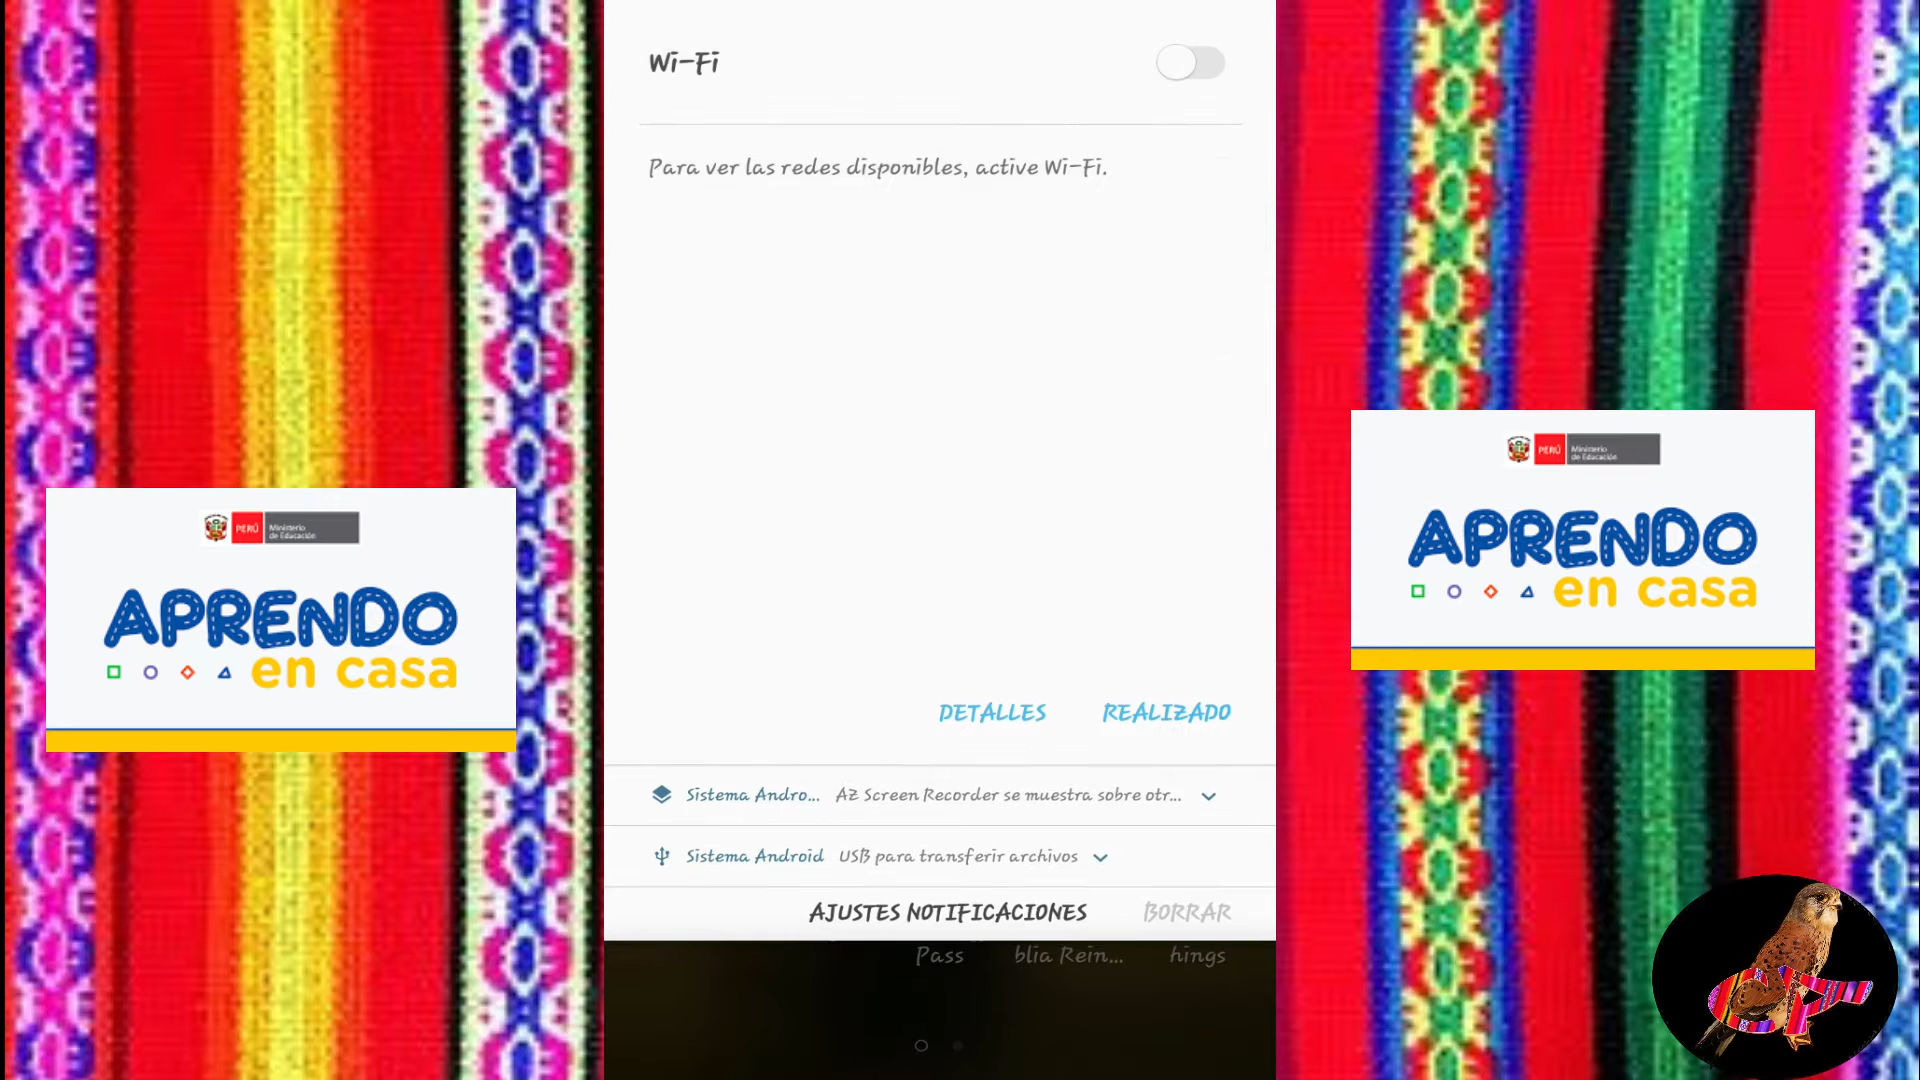 Wi-Fi
Para ver las redes disponibles, active Wi-Fi.
DETALLES REALIZADO
Sistema Andro... AZ Screen Recorder se muestra sobre otr...
Sistema Android USB para transferir archivos
AJUSTES NOTIFICACIONES BORRAR
Pass blia Rein... hings
PERÚ Ministerio
de Educación
APRENDO
en casa
PERÚ Ministerio
de Educación
APRENDO
en casa